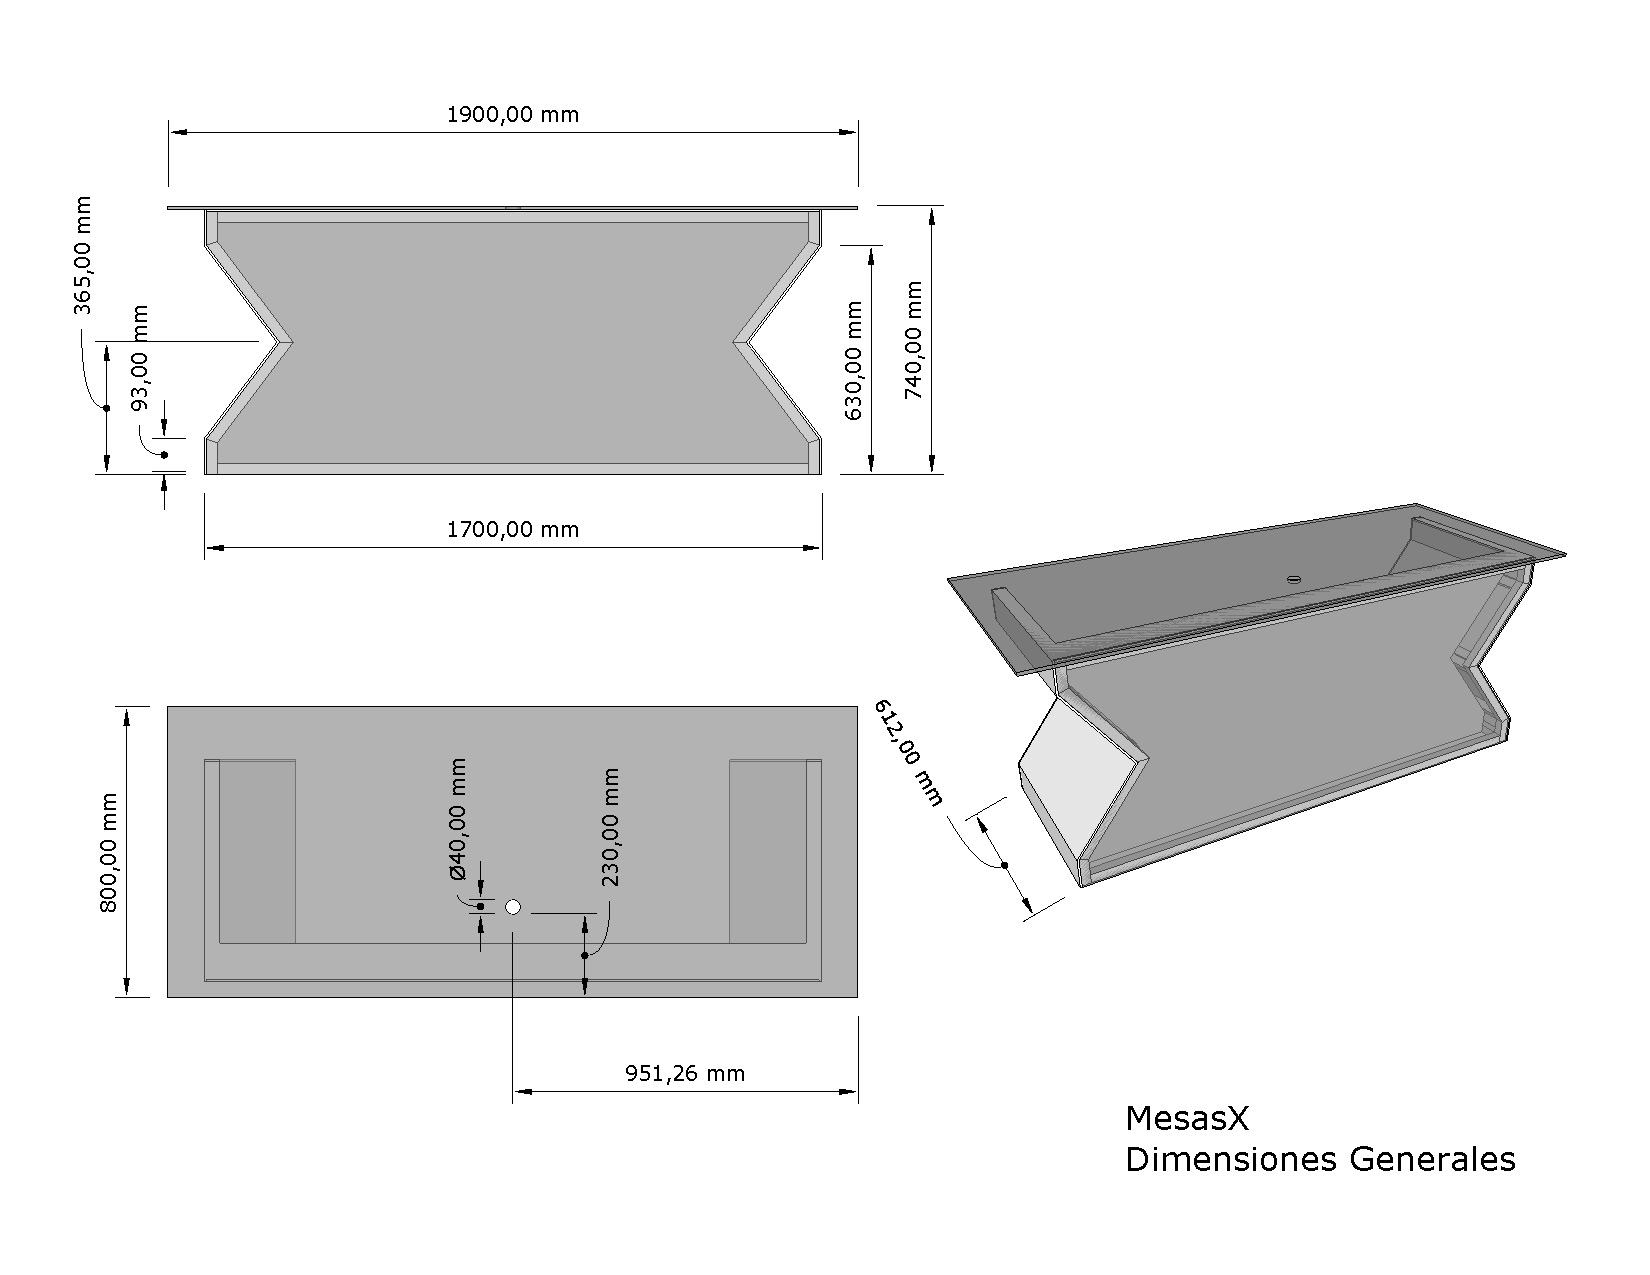 1900,00 mm
365,00 mm
93,00 mm
630,00 mm
740,00 mm
1700,00 mm
612,00 mm
800,00 mm
Ø40,00 mm
230,00 mm
951,26 mm
MesasX
Dimensiones Generales